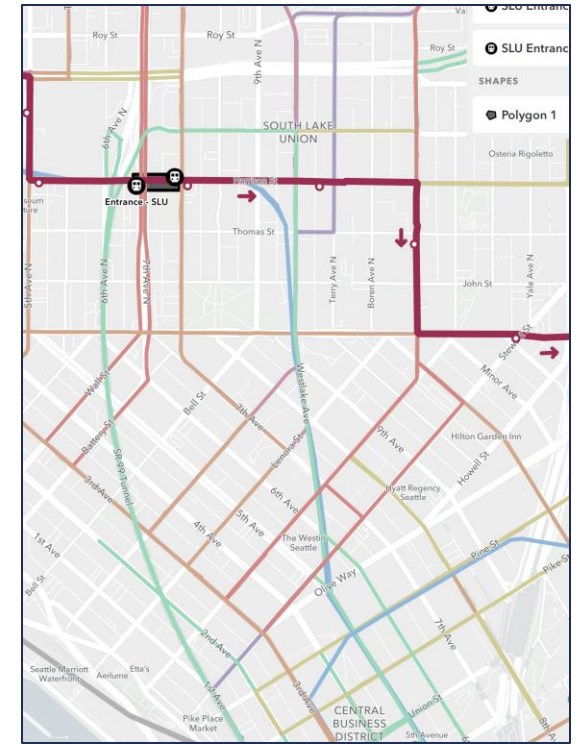 SLU Entranc
Roy St
Roy St
Roy St
9th Ave N
SLU Entranc
SHAPES
Polygon 1
6th Ave N
SOUTH LAKE
UNION
Osteria Rigoletto
Entrance - SLU
Thomas St
5th Ave N
6th Ave N
7th Ave N
Terry Ave N
Boren Ave N
John St
Yale Ave N
Stewart St
Minor Ave
Wall St
Bell St
7th Ave
Westlake Ave
Battery St
Lenora St
9th Ave
Hilton Garden Inn
Howell St
SR 99 Tunnel
3rd Ave
6th Ave
Hyatt Regency
Seattle
4th Ave
5th Ave
1st Ave
The Westin
Seattle
Pine St
Pike St
Bell St
Olive Way
2nd Ave
7th Ave
Seattle Marriott
Waterfront
Aerlume
Etta's
1st Ave
3rd Ave
Union St
Pike Place
Market
CENTRAL
BUSINESS
DISTRICT
5th Avenue
8th A